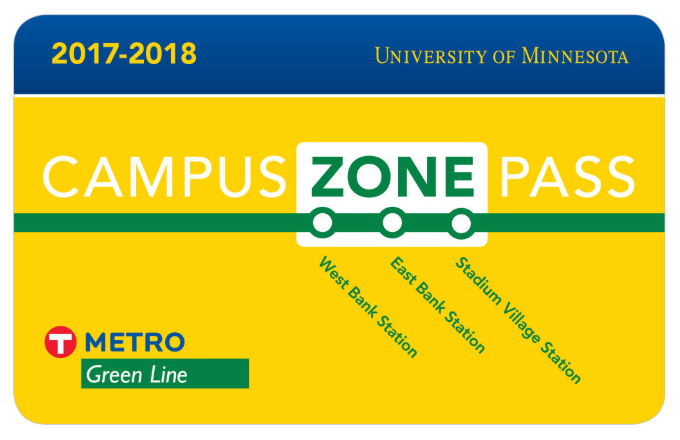 2017-2018
UNIVERSITY OF MINNESOTA
CAMPUS ZONE PASS
West Bank Station
East Bank Station
Stadium Village Station
T METRO
Green Line